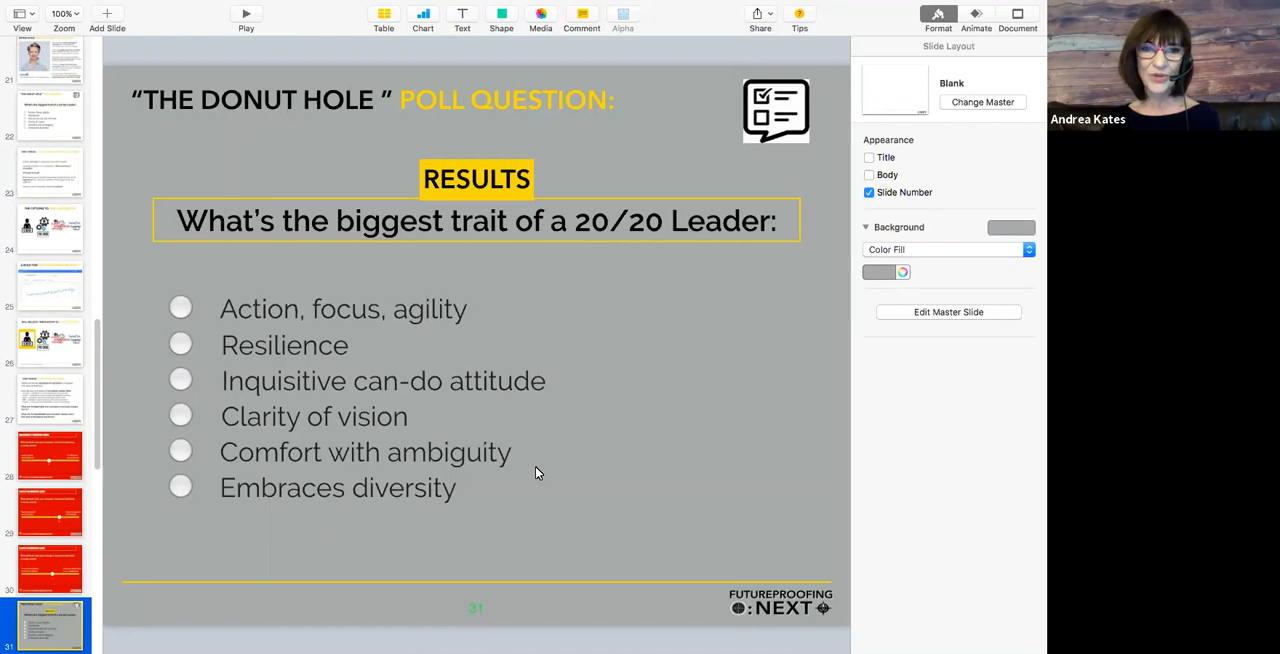 View
100%
Zoom
Add Slide
Play
Table
Chart
Text
Shape
Media
Comment
Alpha
Share
Tips
Format
Animate
Document
Slide Layout
Blank
Change Master
Appearance
Title
Body
Slide Number
Background
Color Fill
Edit Master Slide
Andrea Kates
21
22
23
24
25
26
27
28
29
30
31
“THE DONUT HOLE ” POLL QUESTION:
RESULTS
What’s the biggest trait of a 20/20 Leader:
Action, focus, agility
Resilience
Inquisitive can-do attitude
Clarity of vision
Comfort with ambiguity
Embraces diversity
31
FUTUREPROOFING
:NEXT